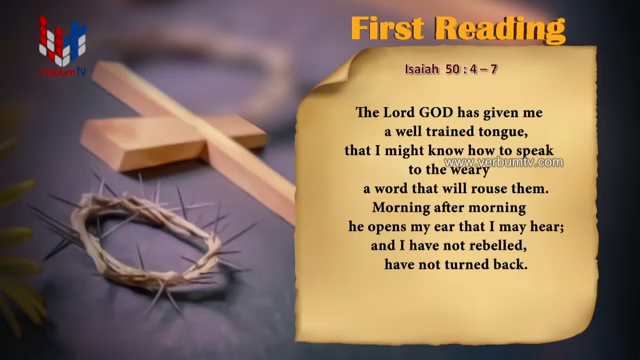 First Reading
VerbumTV
Isaiah 50 : 4 – 7
The Lord GOD has given me
a well trained tongue,
that I might know how to speak
to the weary
www.verbumtv.com
a word that will rouse them.
Morning after morning
he opens my ear that I may hear;
and I have not rebelled,
have not turned back.